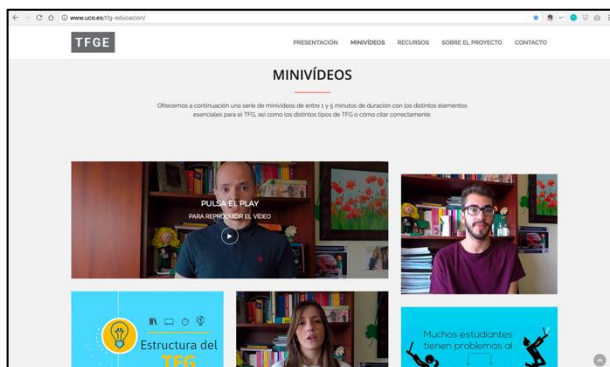 www.uco.es/tfg-educacion/
TFGE
PRESENTACIÓN MINIVÍDEOS RECURSOS SOBRE EL PROYECTO CONTACTO
MINIVÍDEOS
Ofrecemos a continuación una serie de minivídeos de entre 1 y 5 minutos de duración con los distintos elementos
esenciales para el TFG, así como los distintos tipos de TFG o cómo citar correctamente.
PULSA EL PLAY
PARA REPRODUCIR EL VÍDEO
Estructura del
TFG
Muchos estudiantes
tienen problemas al